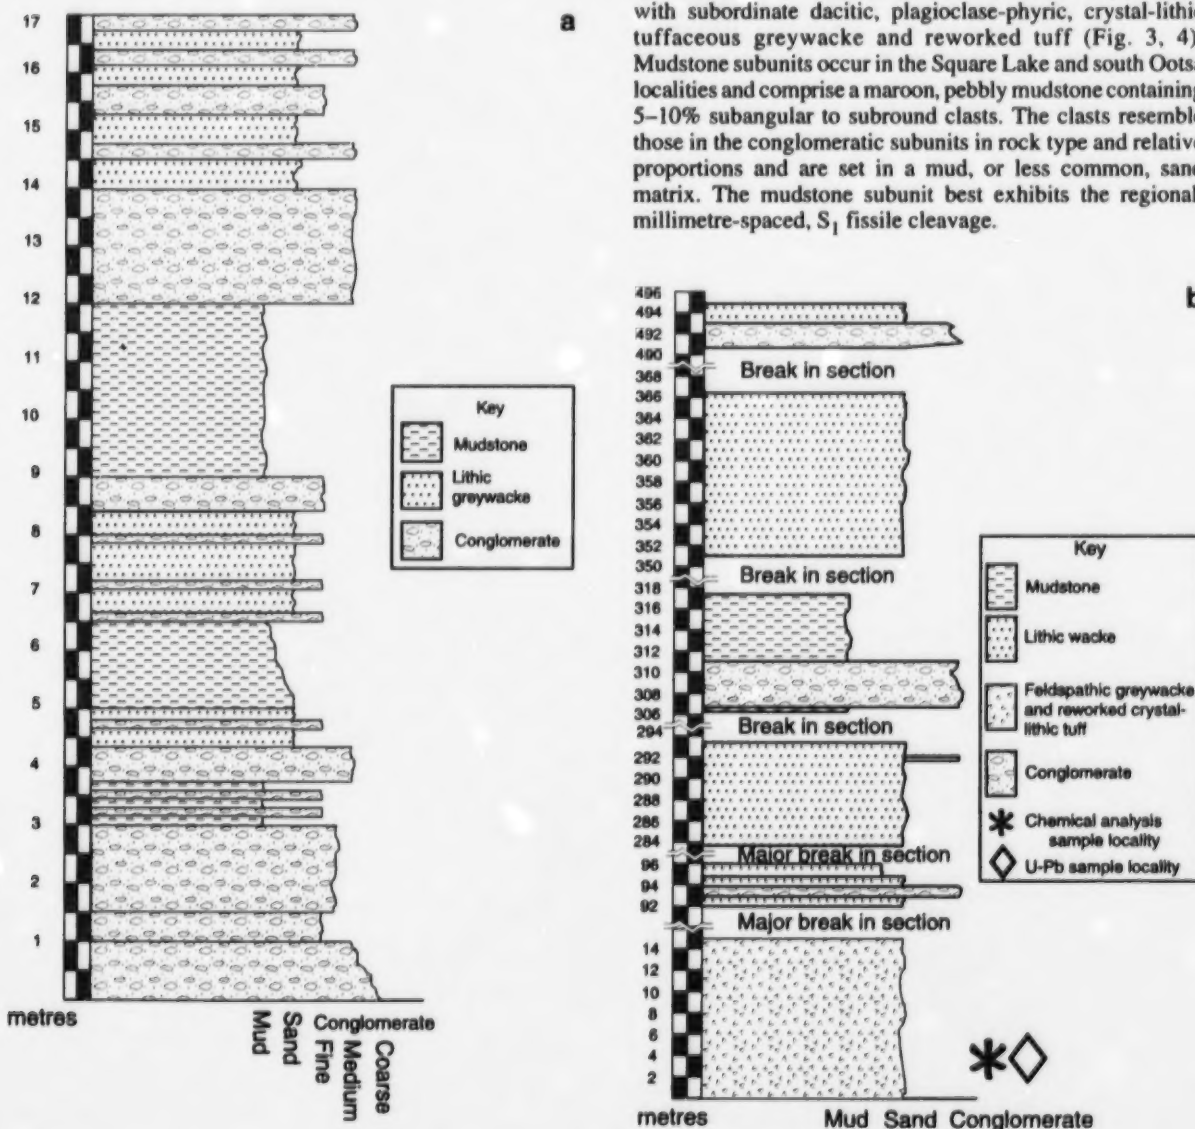 17
16
15
14
13
12
11
10
9
8
7
6
5
4
3
2
1
metres
Mud
Sand
Fine
Medium
Coarse
Conglomerate
a
Key
Mudstone
Lithic
greywacke
Conglomerate
with subordinate dacitic, plagioclase-phyric, crystal-lithic
tuffaceous greywacke and reworked tuff (Fig. 3, 4)
Mudstone subunits occur in the Square Lake and south Oots
localities and comprise a maroon, pebbly mudstone containing
5–10% subangular to subround clasts. The clasts resemble
those in the conglomeratic subunits in rock type and relative
proportions and are set in a mud, or less common, sand
matrix. The mudstone subunit best exhibits the regional
millimetre-spaced, S1 fissile cleavage.
b
496
494
492
490
Break in section
368
366
364
362
360
358
356
354
352
350
Break in section
318
316
314
312
310
308
306
Break in section
294
292
290
288
286
284
Major break in section
96
94
92
Major break in section
14
12
10
8
6
4
2
metres
Mud Sand Conglomerate
Key
Mudstone
Lithic wacke
Feldspathic greywacke
and reworked crystal-
lithic tuff
Conglomerate
Chemical analysis
sample locality
U-Pb sample locality